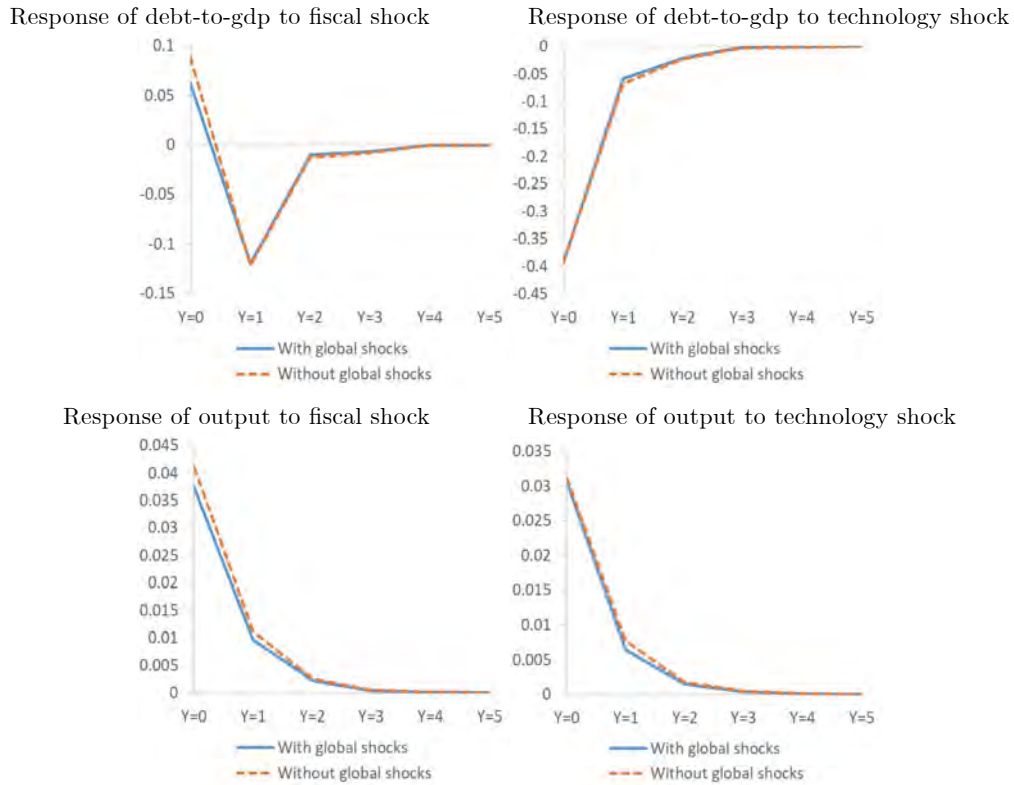 Response of debt-to-gdp to fiscal shock
0.1
0.05
0
-0.05
-0.1
-0.15
Y=0 Y=1 Y=2 Y=3 Y=4 Y=5
With global shocks
Without global shocks
Response of debt-to-gdp to technology shock
0
-0.05
-0.1
-0.15
-0.2
-0.25
-0.3
-0.35
-0.4
-0.45
Y=0 Y=1 Y=2 Y=3 Y=4 Y=5
With global shocks
Without global shocks
Response of output to fiscal shock
0.045
0.04
0.035
0.03
0.025
0.02
0.015
0.01
0.005
0
Y=0 Y=1 Y=2 Y=3 Y=4 Y=5
With global shocks
Without global shocks
Response of output to technology shock
0.035
0.03
0.025
0.02
0.015
0.01
0.005
0
Y=0 Y=1 Y=2 Y=3 Y=4 Y=5
With global shocks
Without global shocks